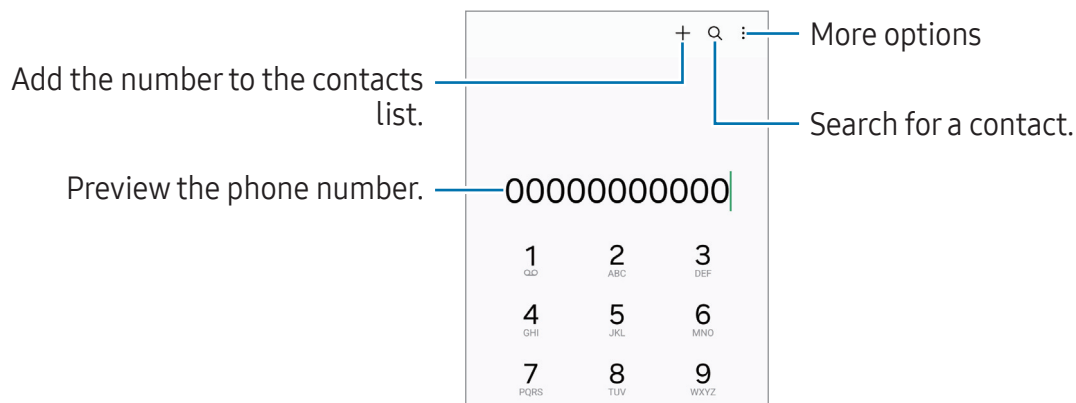 More options
Add the number to the contacts
list.
Search for a contact.
Preview the phone number.
00000000000
1 2 3
ABC DEF
4 5 6
GHI JKL MNO
7 8 9
PQRS TUV WXYZ